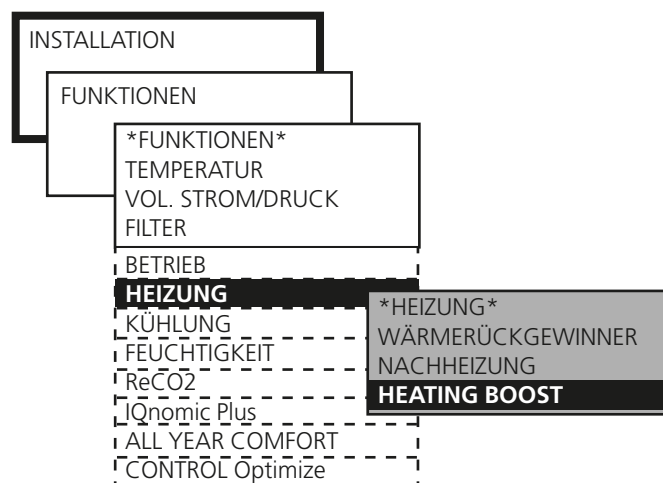 INSTALLATION
FUNKTIONEN
*FUNKTIONEN*
TEMPERATUR
VOL. STROM/DRUCK
FILTER
BETRIEB
HEIZUNG
KÜHLUNG
FEUCHTIGKEIT
ReCO2
IQnomic Plus
ALL YEAR COMFORT
CONTROL Optimize
*HEIZUNG*
WÄRMERÜCKGEWINNER
NACHHEIZUNG
HEATING BOOST